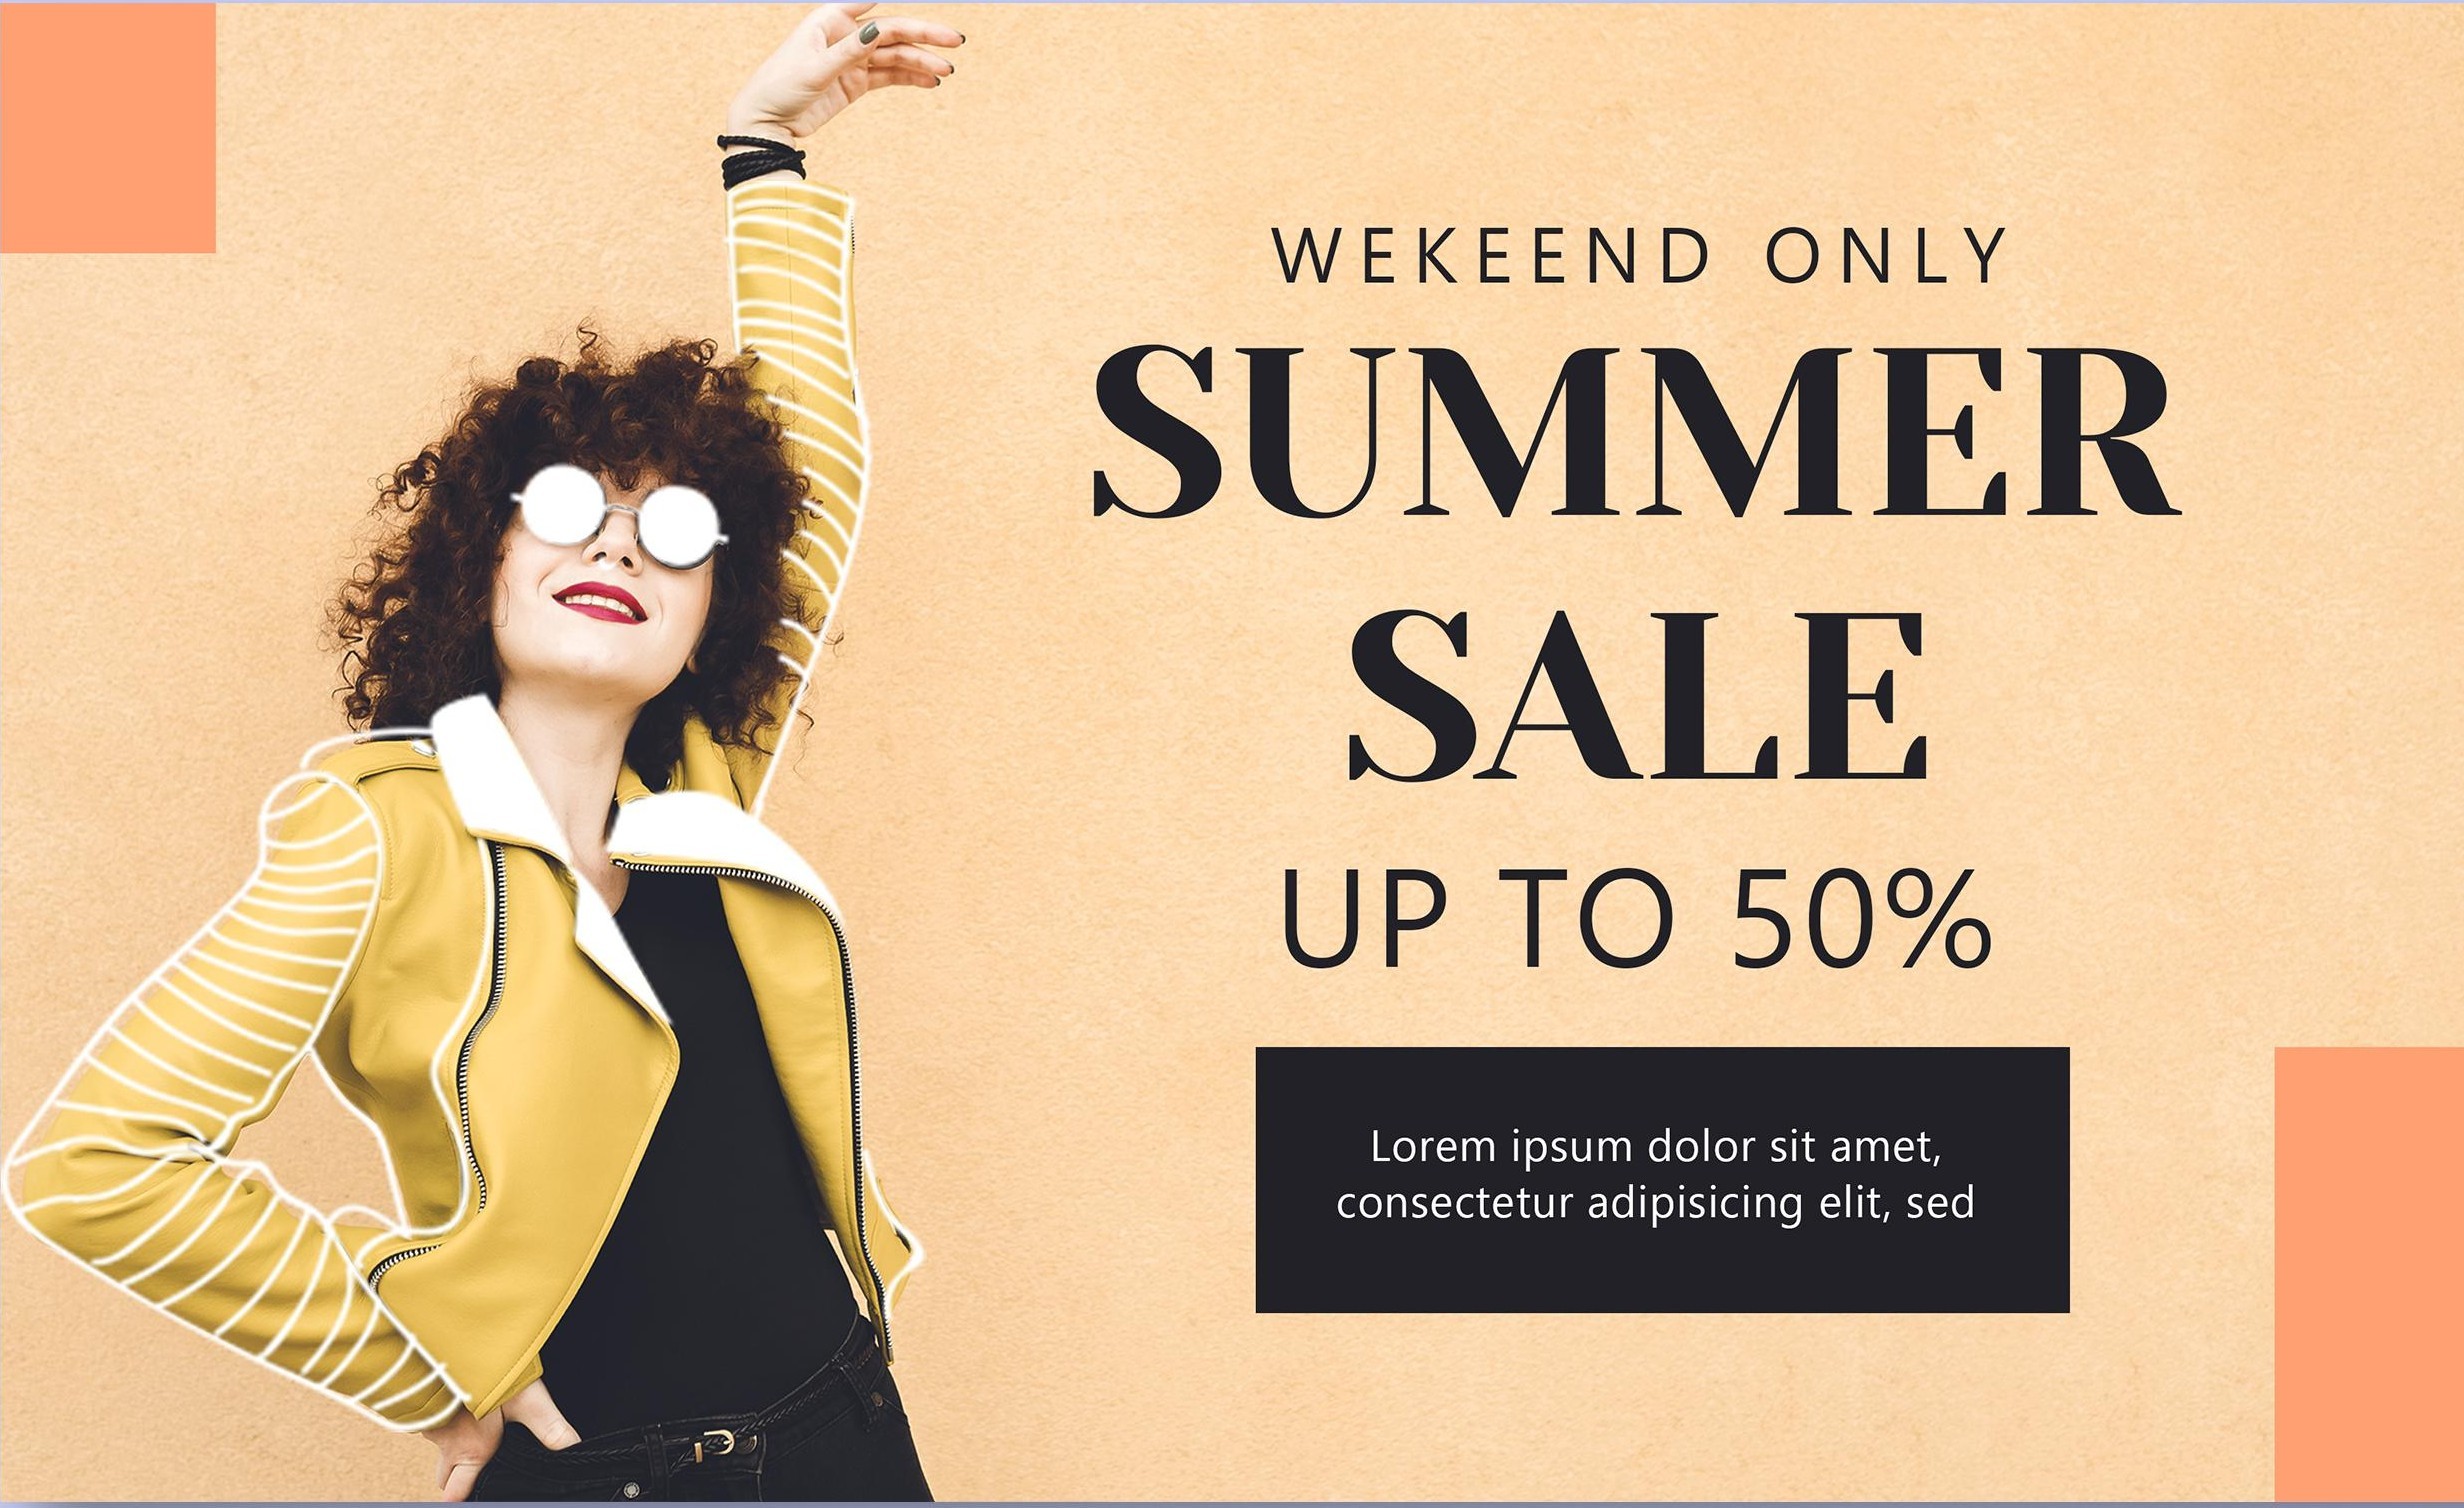 WEKEEND ONLY
SUMMER
SALE
UP TO 50%
Lorem ipsum dolor sit amet,
consectetur adipisicing elit, sed